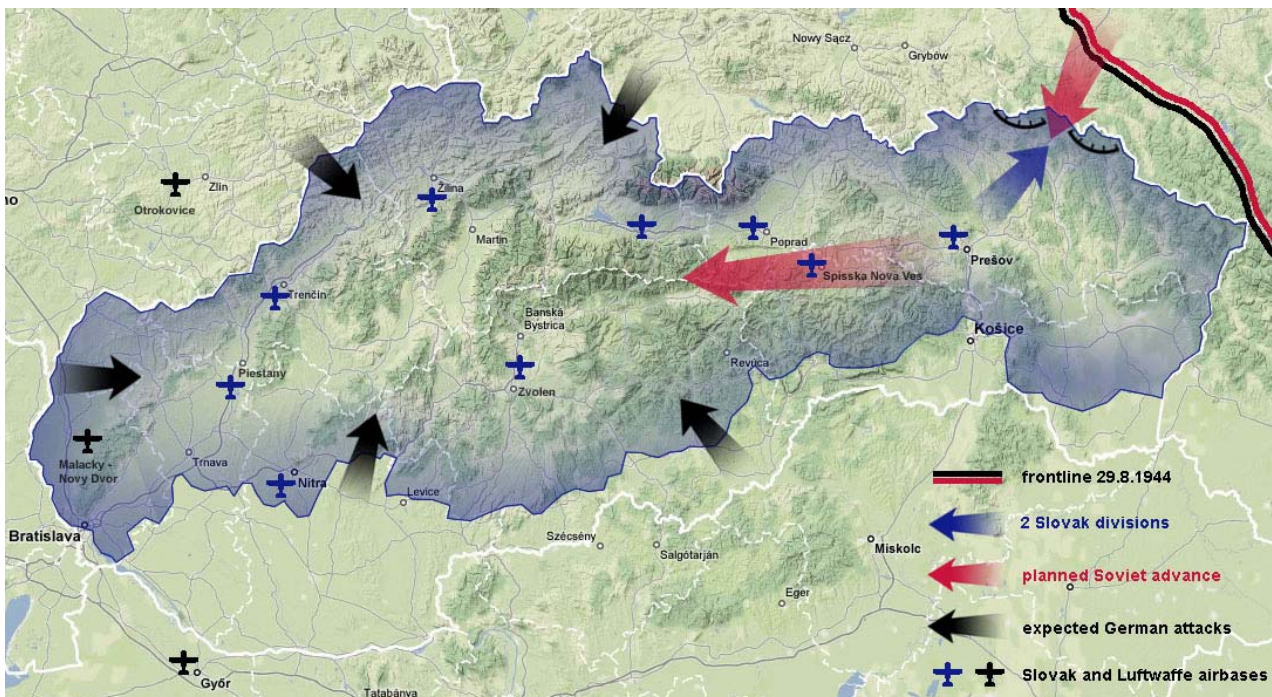 Nowy Sącz
Grybów
no
Zlín
Otrokovice
Žilina
Martin
Poprad
Prešov
Spisska Nova Ves
Trenčín
Banská
Bystrica
Košice
Revúca
Piestany
Zvolen
Malacky -
Novy Dvor
Trnava
Nitra
Levice
Bratislava
Szécsény
Salgótarján
Miskolc
Eger
Győr
Tatabánya
frontline 29.8.1944
2 Slovak divisions
planned Soviet advance
expected German attacks
Slovak and Luftwaffe airbases